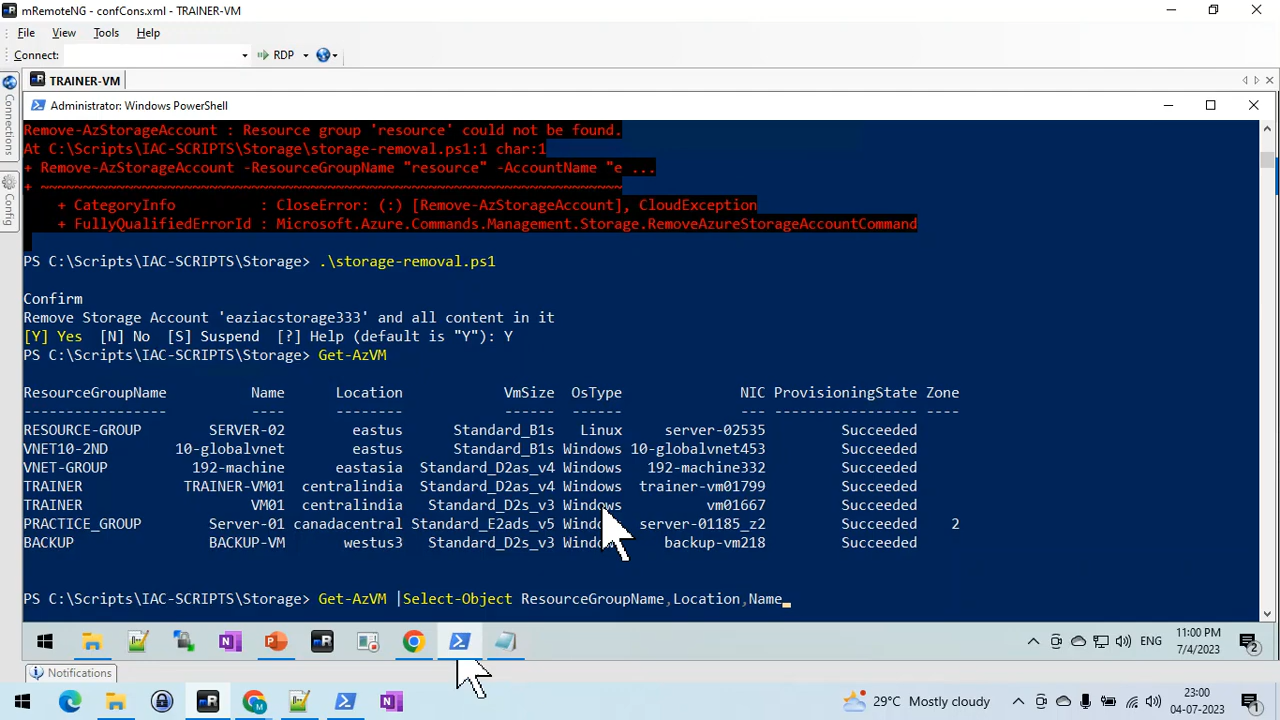 mRemoteNG - confCons.xml - TRAINER-VM
File View Tools Help
Connect: RDP
TRAINER-VM
Connections
Config
Administrator: Windows PowerShell
Remove-AzStorageAccount : Resource group 'resource' could not be found.
At C:\Scripts\IAC-SCRIPTS\Storage\storage-removal.ps1:1 char:1
+ Remove-AzStorageAccount -ResourceGroupName "resource" -AccountName "e ...
+ ~~~~~~~~~~~~~~~~~~~~~~~~~~~~~~~~~~~~~~~~~~~~~~~~~~~~~~~~~~~~~~~~~~~~~~~
+ CategoryInfo : CloseError: (:) [Remove-AzStorageAccount], CloudException
+ FullyQualifiedErrorId : Microsoft.Azure.Commands.Management.Storage.RemoveAzureStorageAccountCommand
PS C:\Scripts\IAC-SCRIPTS\Storage> .\storage-removal.ps1
Confirm
Remove Storage Account 'eaziacstorage333' and all content in it
[Y] Yes [N] No [S] Suspend [?] Help (default is "Y"): Y
PS C:\Scripts\IAC-SCRIPTS\Storage> Get-AzVM
ResourceGroupName Name Location VmSize OsType NIC ProvisioningState Zone
----------------- ---- -------- ------ ------ --- ----------------- ----
RESOURCE-GROUP SERVER-02 eastus Standard_B1s Linux server-02535 Succeeded
VNET10-2ND 10-globalvnet eastus Standard_B1s Windows 10-globalvnet453 Succeeded
VNET-GROUP 192-machine eastasia Standard_D2as_v4 Windows 192-machine332 Succeeded
TRAINER TRAINER-VM01 centralindia Standard_D2as_v4 Windows trainer-vm01799 Succeeded
TRAINER VM01 centralindia Standard_D2s_v3 Windows vm01667 Succeeded
PRACTICE_GROUP Server-01 canadacentral Standard_E2ads_v5 Windows server-01185_z2 Succeeded 2
BACKUP BACKUP-VM westus3 Standard_D2s_v3 Windows backup-vm218 Succeeded
PS C:\Scripts\IAC-SCRIPTS\Storage> Get-AzVM |Select-Object ResourceGroupName,Location,Name_
ENG 11:00 PM
7/4/2023 2
Notifications
29°C Mostly cloudy 23:00
04-07-2023 1